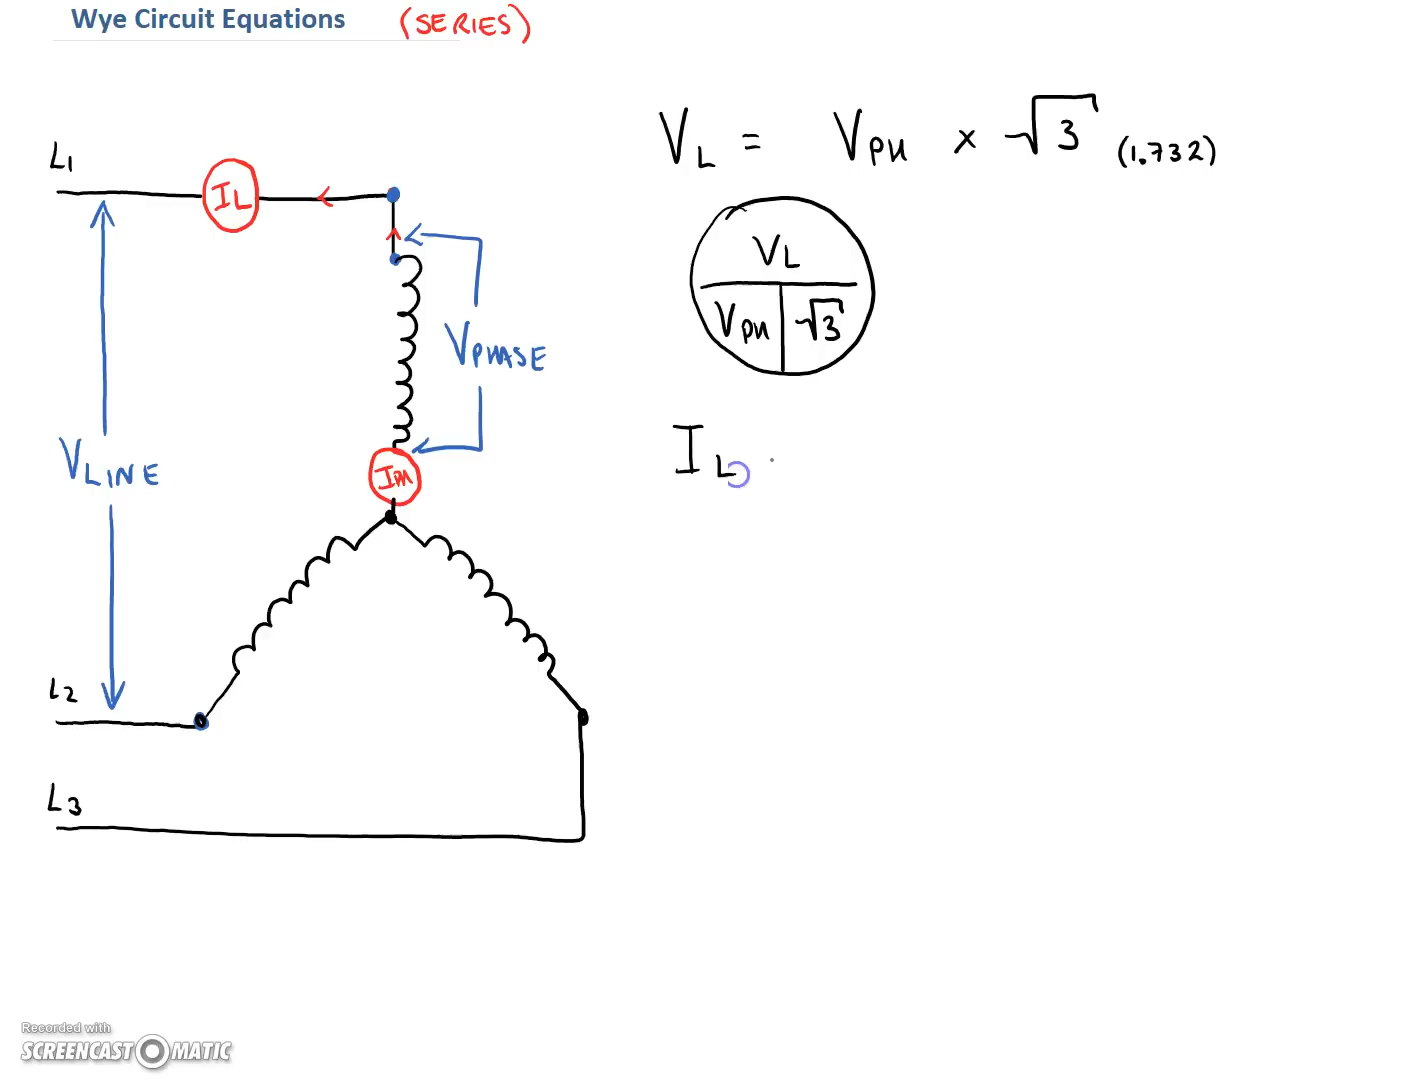 Wye Circuit Equations (SERIES)
L1
IL
VPHASE
VLINE
IPH
L2
L3
VL = VPH x √3 (1.732)
VL
VPH √3
IL
Recorded with
SCREENCAST-O-MATIC